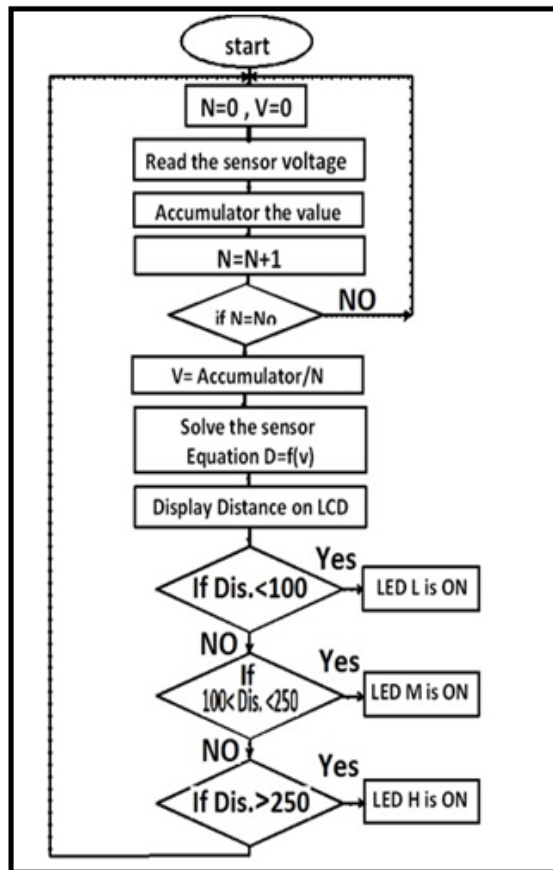 start
N=0 , V=0
Read the sensor voltage
Accumulator the value
N=N+1
if N=No
NO
V= Accumulator/N
Solve the sensor
Equation D=f(v)
Display Distance on LCD
If Dis.<100
Yes
LED L is ON
NO
If
100< Dis. <250
Yes
LED M is ON
NO
If Dis.>250
Yes
LED H is ON